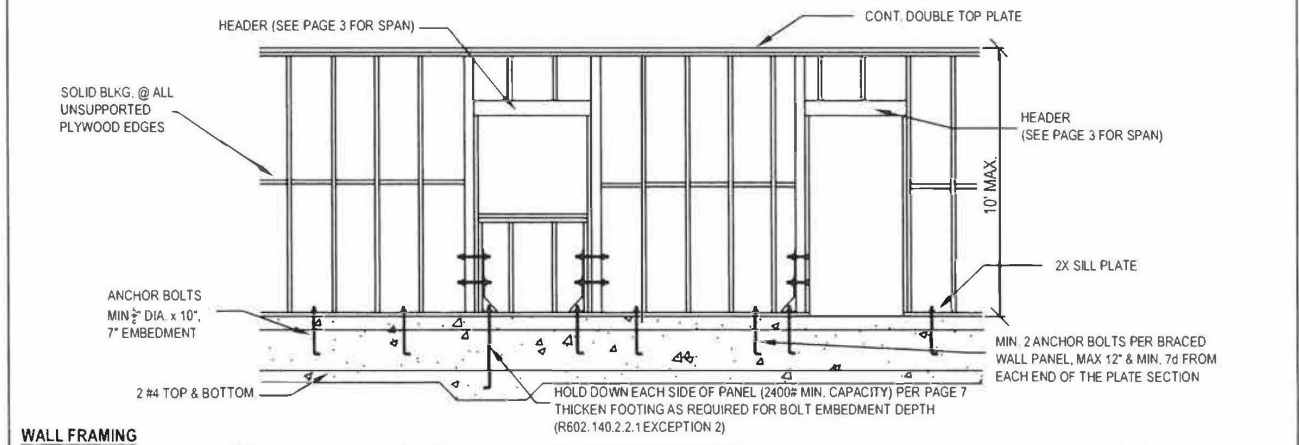 HEADER (SEE PAGE 3 FOR SPAN)
CONT. DOUBLE TOP PLATE
SOLID BLKG. @ ALL
UNSUPPORTED
PLYWOOD EDGES
HEADER
(SEE PAGE 3 FOR SPAN)
10' MAX.
2X SILL PLATE
ANCHOR BOLTS
MIN DIA. x 10",
7" EMBEDMENT
MIN. 2 ANCHOR BOLTS PER BRACED
WALL PANEL, MAX 12" & MIN. 7d FROM
EACH END OF THE PLATE SECTION
2 #4 TOP & BOTTOM
HOLD DOWN EACH SIDE OF PANEL (2400# MIN. CAPACITY) PER PAGE 7
THICKEN FOOTING AS REQUIRED FOR BOLT EMBEDMENT DEPTH
(R602.140.2.2.1 EXCEPTION 2)
WALL FRAMING